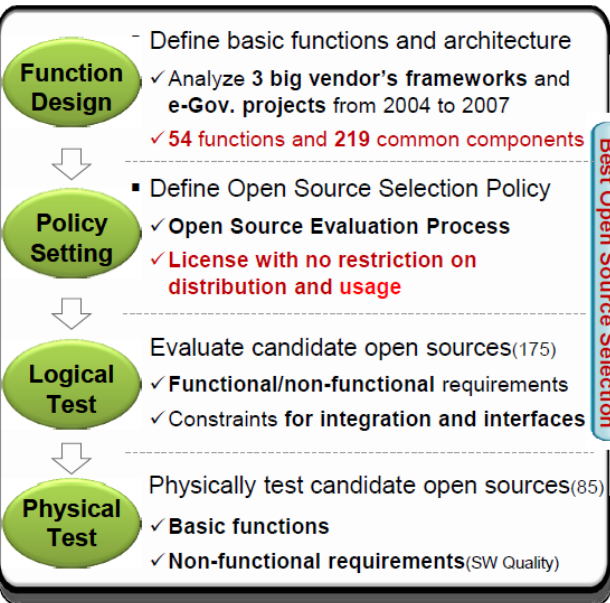 Function
Design
- Define basic functions and architecture
✓Analyze 3 big vendor's frameworks and
e-Gov. projects from 2004 to 2007
✓54 functions and 219 common components
Policy
Setting
▪ Define Open Source Selection Policy
✓Open Source Evaluation Process
✓License with no restriction on
distribution and usage
Logical
Test
Evaluate candidate open sources(175)
✓Functional/non-functional requirements
✓Constraints for integration and interfaces
Physical
Test
Physically test candidate open sources(85)
✓Basic functions
✓Non-functional requirements(SW Quality)
Best Open Source Selection